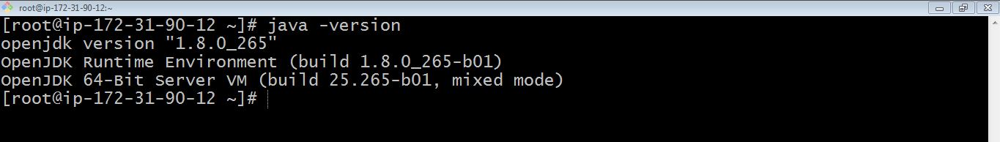 root@ip-172-31-90-12:~
[root@ip-172-31-90-12 ~]# java -version
openjdk version "1.8.0_265"
OpenJDK Runtime Environment (build 1.8.0_265-b01)
OpenJDK 64-Bit Server VM (build 25.265-b01, mixed mode)
[root@ip-172-31-90-12 ~]#